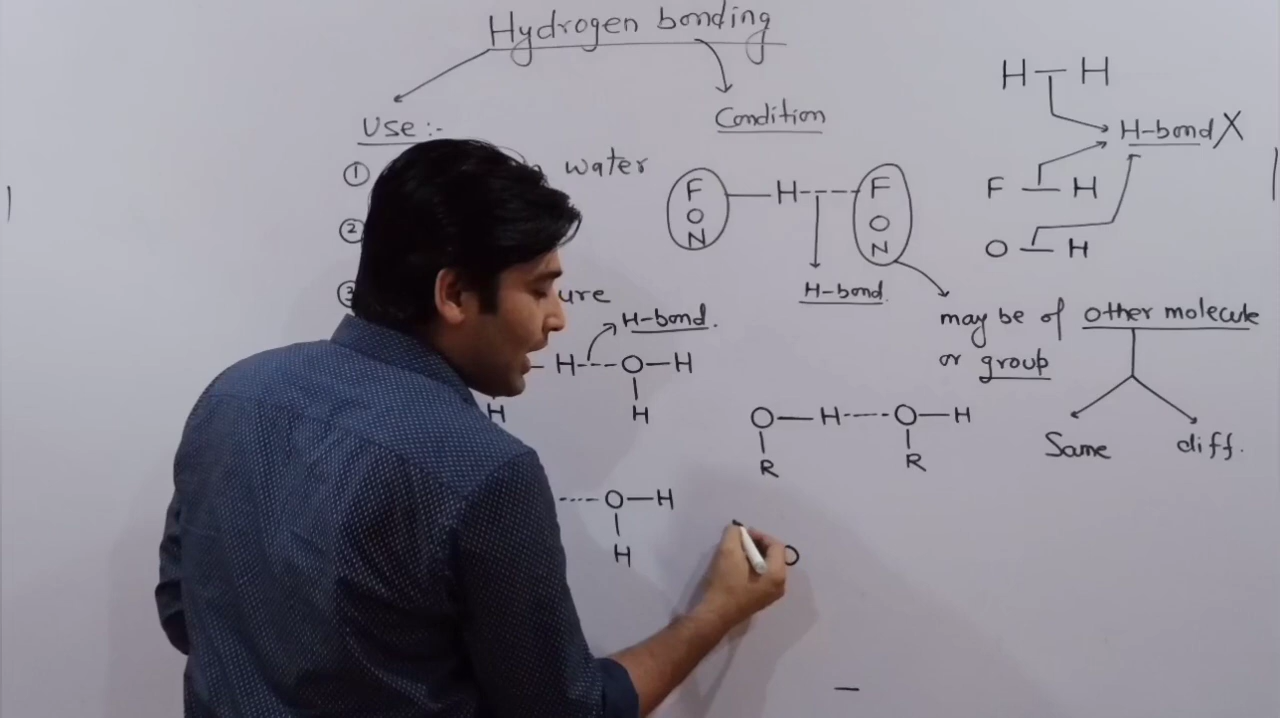 Hydrogen bonding
Use :-
① water
②
③ ure
Condition
F
O
N
H
F
O
N
H-bond
H — H
H-bond X
F — H
O — H
may be of other molecule
or group
Same
diff.
H-bond.
— H----O—H
H
H
----O—H
H
O—H----O—H
R
R
O